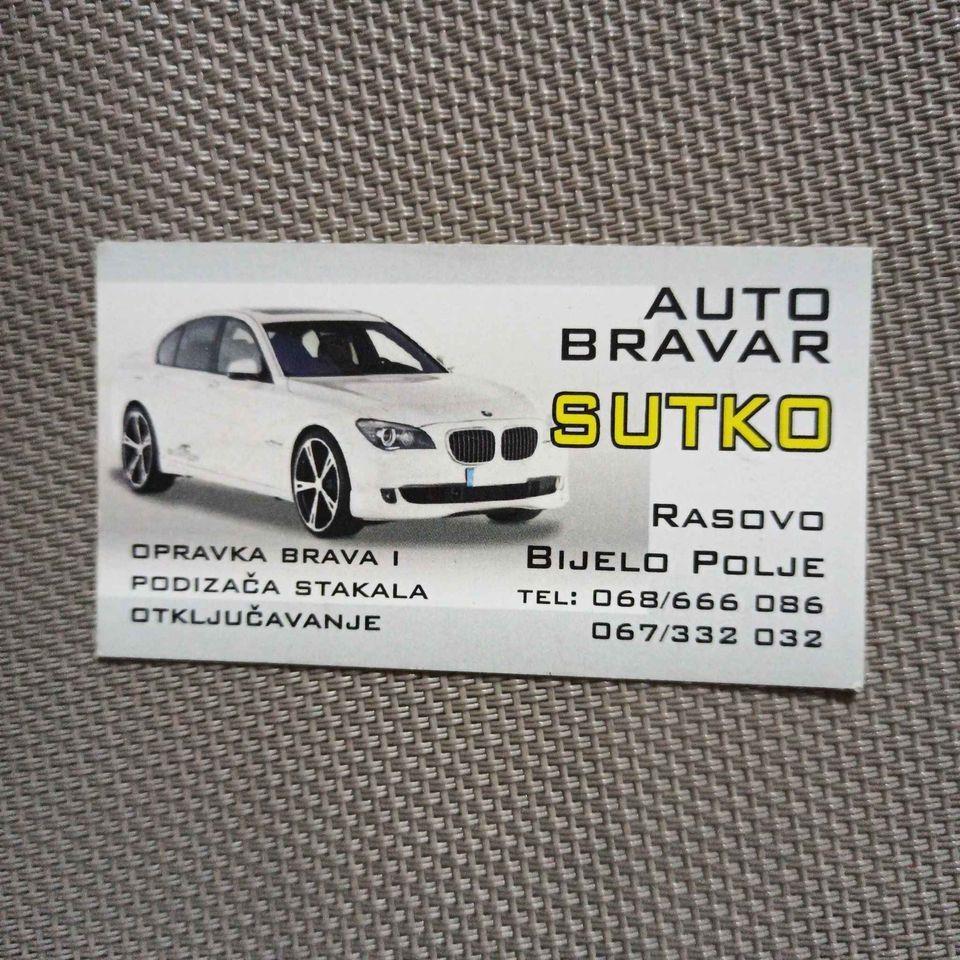 AUTO
BRAVAR
SUTKO
RASOVO
BIJELO POLJE
TEL: 068/666 086
067/332 032
OPRAVKA BRAVA I
PODIZAČA STAKALA
OTKLJUČAVANJE